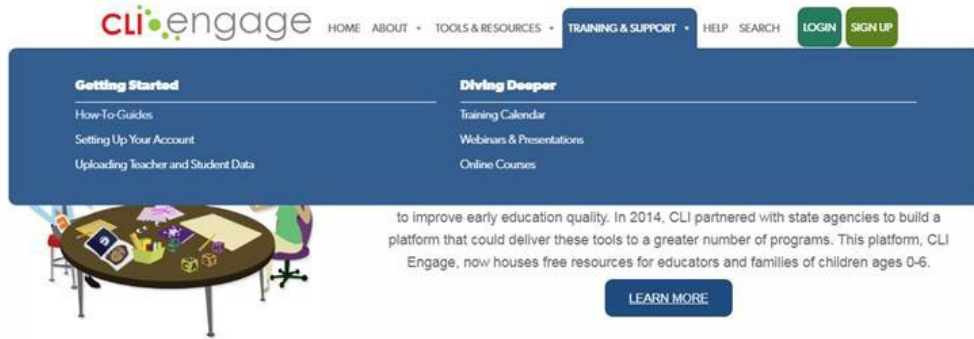 cli engage HOME ABOUT TOOLS & RESOURCES TRAINING & SUPPORT HELP SEARCH LOGIN SIGN UP
Getting Started
How-To-Guides
Setting Up Your Account
Uploading Teacher and Student Data
Diving Deeper
Training Calendar
Webinars & Presentations
Online Courses
to improve early education quality. In 2014, CLI partnered with state agencies to build a
platform that could deliver these tools to a greater number of programs. This platform, CLI
Engage, now houses free resources for educators and families of children ages 0-6.
LEARN MORE